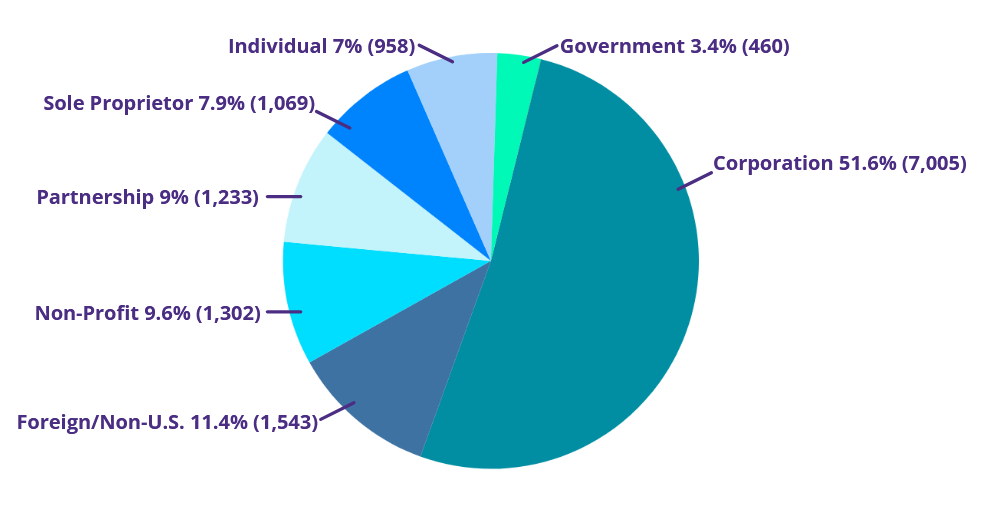 Individual 7% (958)
Government 3.4% (460)
Sole Proprietor 7.9% (1,069)
Corporation 51.6% (7,005)
Partnership 9% (1,233)
Non-Profit 9.6% (1,302)
Foreign/Non-U.S. 11.4% (1,543)